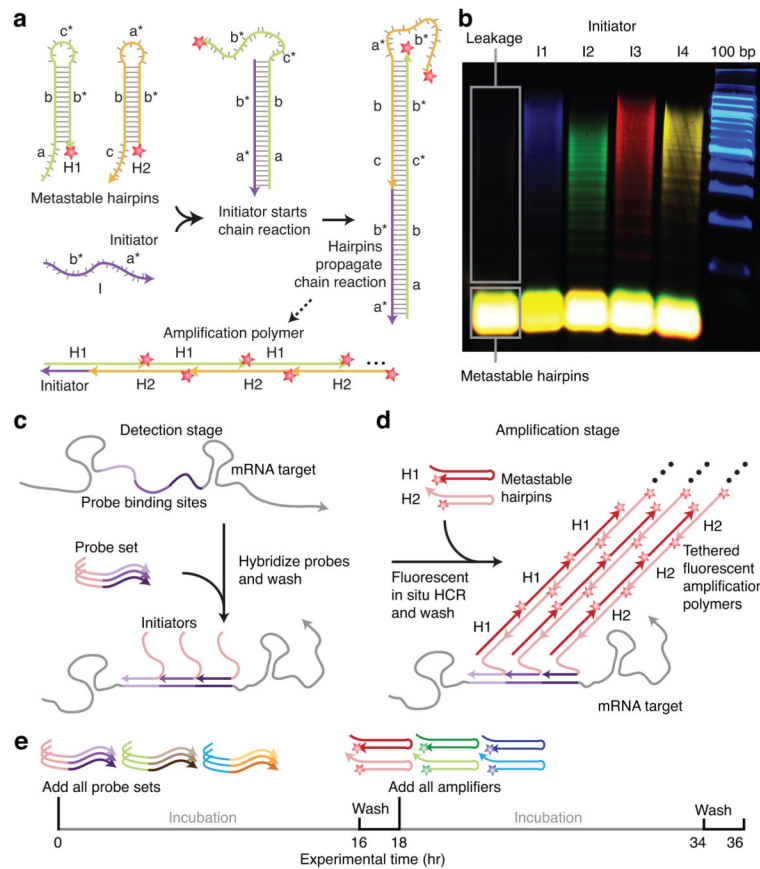 a
c*
a*
b
b*
b
b*
a
H1
c
H2
Metastable hairpins
Initiator
b*
a*
I
b*
c*
b*
b
a*
a
Initiator starts
chain reaction
a*
b*
b
b*
c
c*
b*
b
a
a*
Hairpins
propagate
chain reaction
Amplification polymer
H1
H1
H1
Initiator
H2
H2
H2
b
Leakage
Initiator
I1
I2
I3
I4
100 bp
Metastable hairpins
c
Detection stage
mRNA target
Probe binding sites
Probe set
Hybridize probes
and wash
Initiators
d
Amplification stage
H1
H2
Metastable
hairpins
Fluorescent
in situ HCR
and wash
H1
H1
H1
H2
H2
H2
Tethered
fluorescent
amplification
polymers
mRNA target
e
Add all probe sets
Add all amplifiers
Incubation
Wash
Incubation
Wash
0
16
18
34
36
Experimental time (hr)